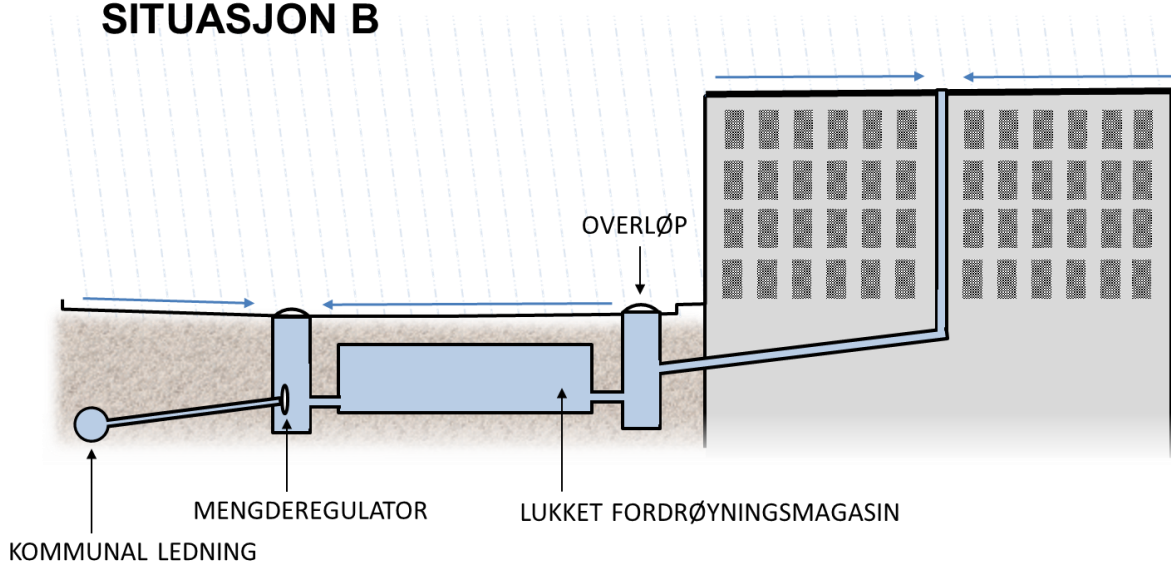 SITUASJON B
OVERLØP
MENGDEREGULATOR
LUKKET FORDRØYNINGSMAGASIN
KOMMUNAL LEDNING